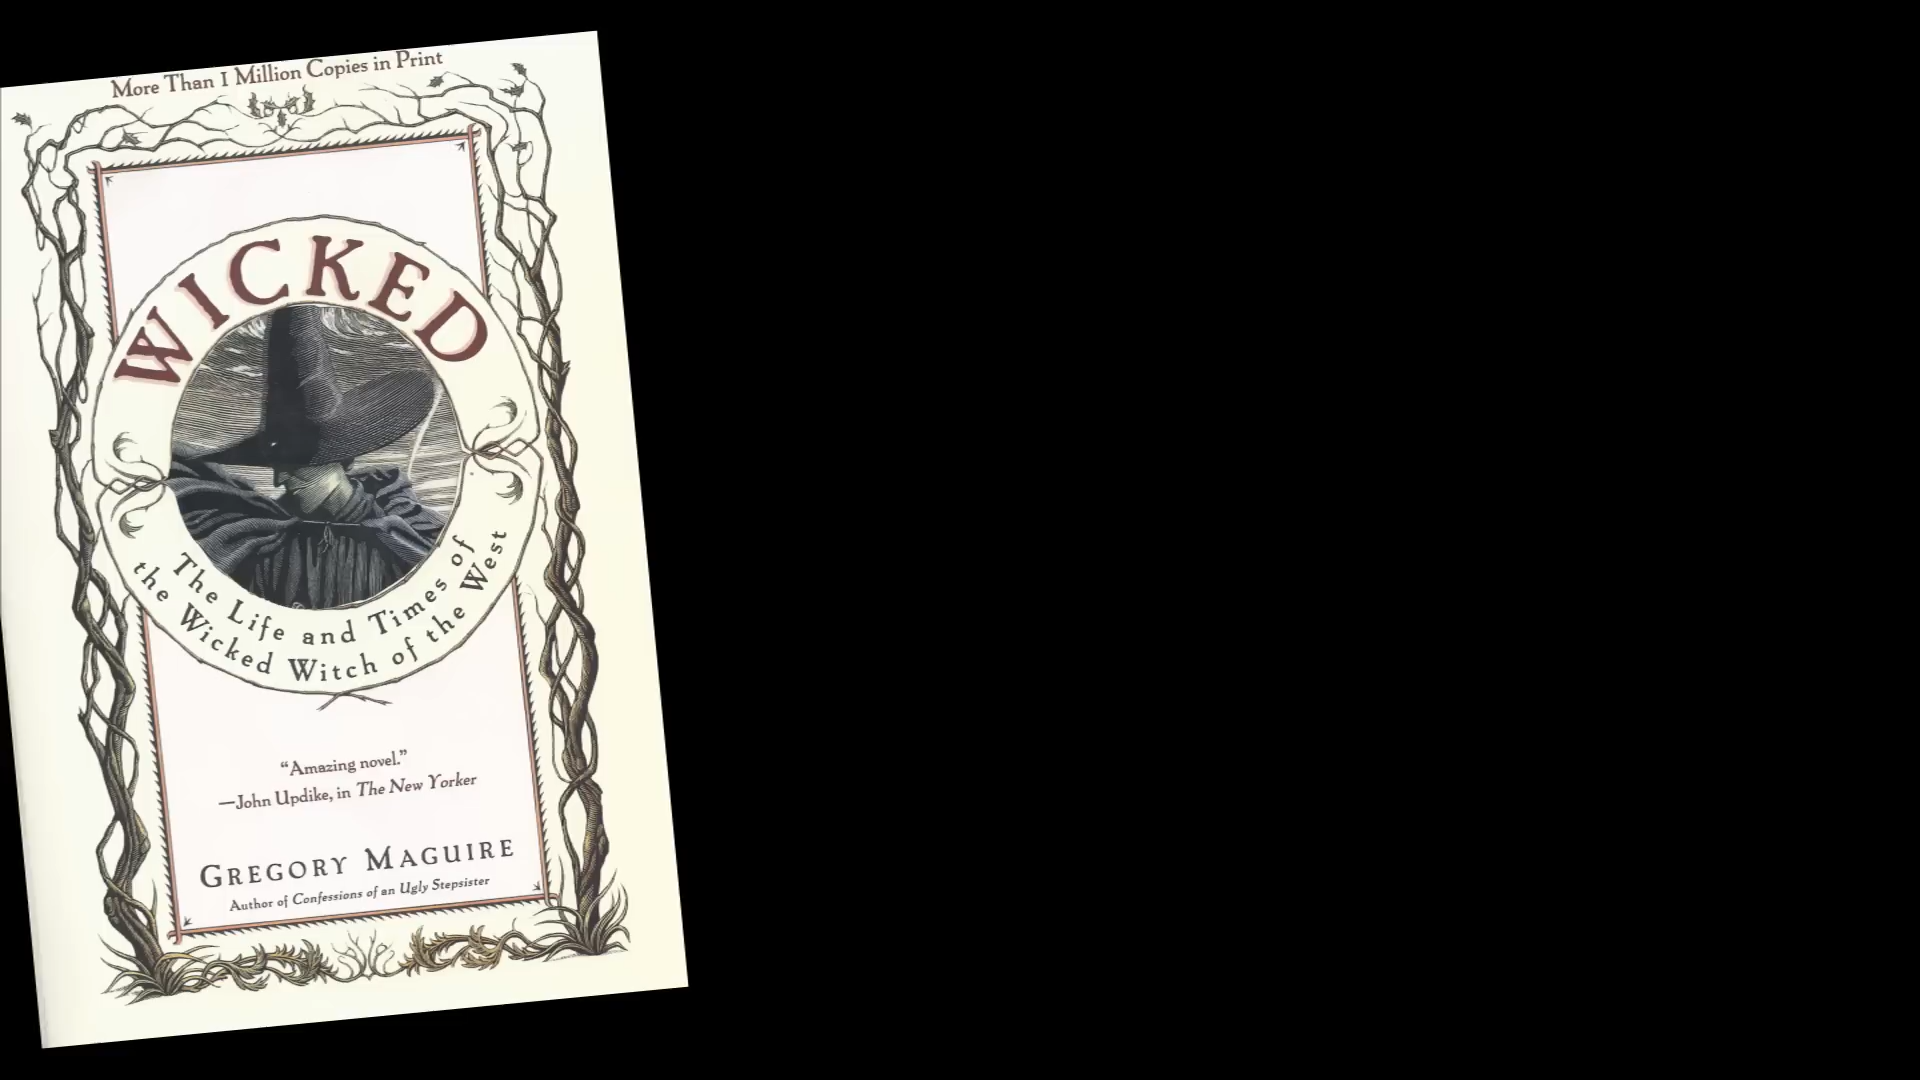 More Than 1 Million Copies in Print
WICKED
The Life and Times of
the Wicked Witch of the West
“Amazing novel.”
—John Updike, in The New Yorker
GREGORY MAGUIRE
Author of Confessions of an Ugly Stepsister